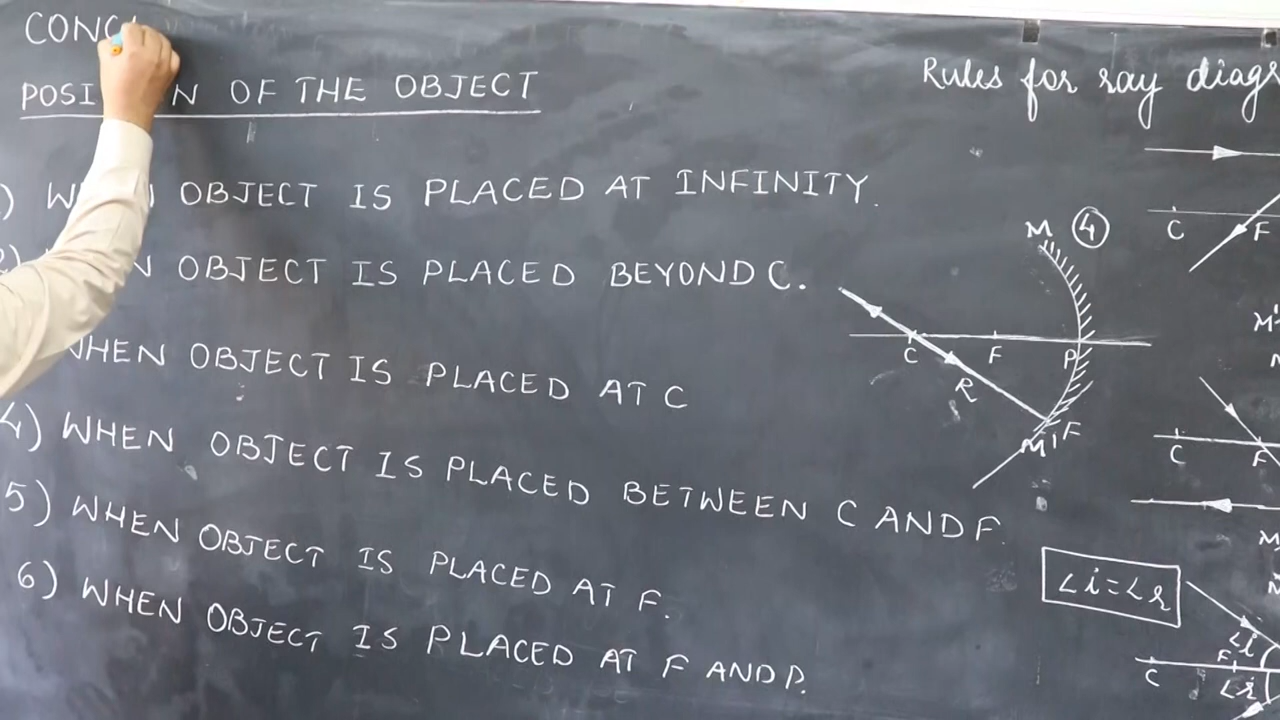 CONC
POSI N OF THE OBJECT
OBJECT IS PLACED AT INFINITY.
OBJECT IS PLACED BEYOND C.
WHEN OBJECT IS PLACED AT C
4) WHEN OBJECT IS PLACED BETWEEN C AND F.
5) WHEN OBJECT IS PLACED AT F.
6) WHEN OBJECT IS PLACED AT F AND P.
Rules for ray diagr
M 4
C F P
R
M' F
C F
M'
C F
M
∠i=∠r
∠i
F
C ∠r